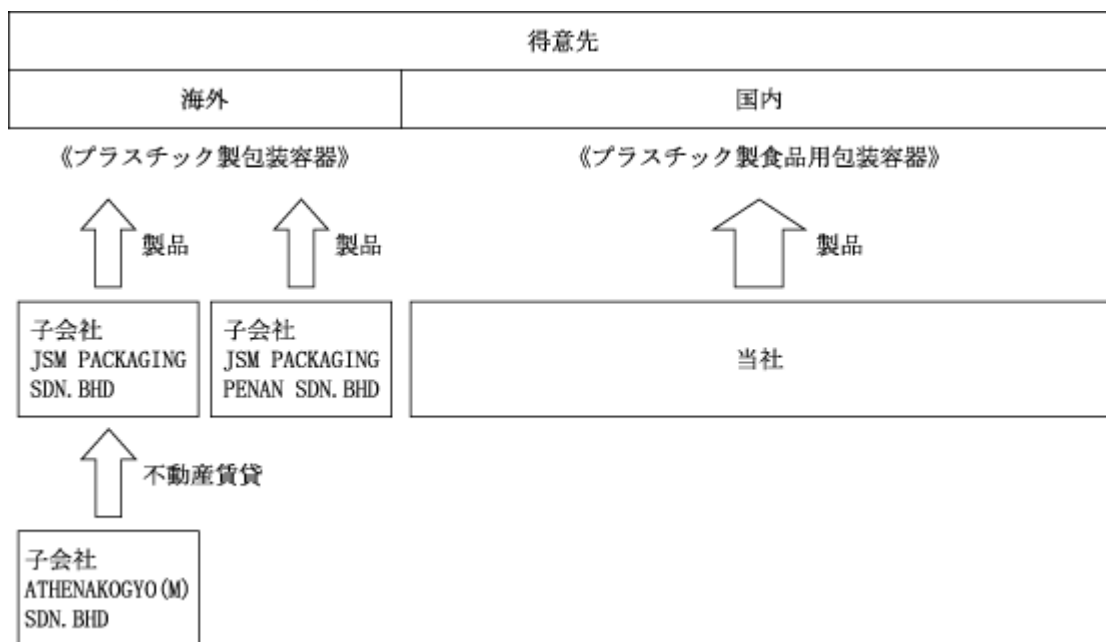 得意先
海外
国内
《プラスチック製包装容器》
《プラスチック製食品用包装容器》
製品
製品
製品
子会社
JSM PACKAGING
SDN.BHD
子会社
JSM PACKAGING
PENAN SDN.BHD
当社
不動産賃貸
子会社
ATHENAKOGYO(M)
SDN.BHD